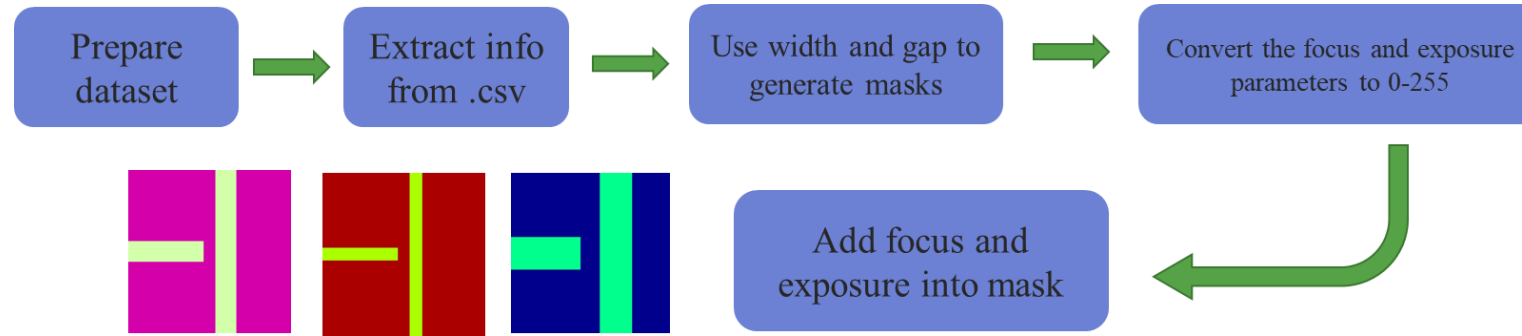 Prepare
dataset
Extract info
from .csv
Use width and gap to
generate masks
Convert the focus and exposure
parameters to 0-255
Add focus and
exposure into mask